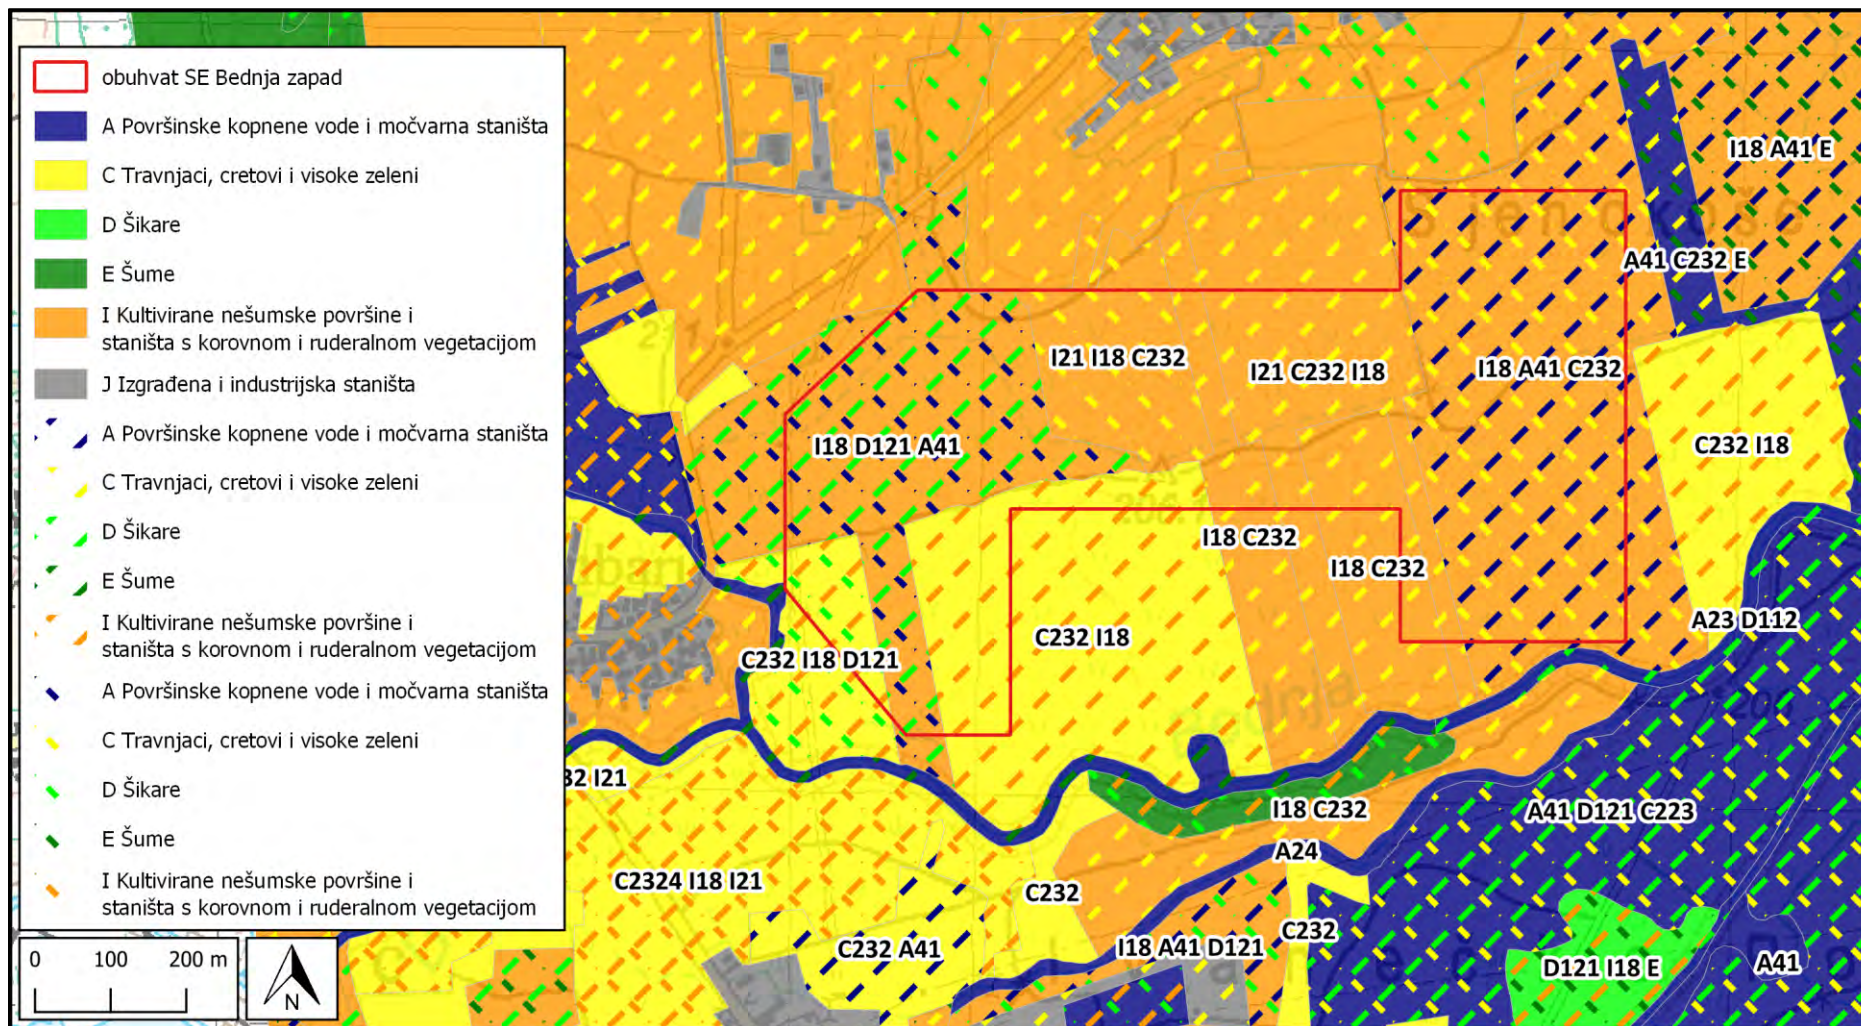 obuhvat SE Bednja zapad
A Površinske kopnene vode i močvarna staništa
C Travnjaci, cretovi i visoke zeleni
D Šikare
E Šume
I Kultivirane nešumske površine i
staništa s korovnom i ruderalnom vegetacijom
J Izgrađena i industrijska staništa
A Površinske kopnene vode i močvarna staništa
C Travnjaci, cretovi i visoke zeleni
D Šikare
E Šume
I Kultivirane nešumske površine i
staništa s korovnom i ruderalnom vegetacijom
A Površinske kopnene vode i močvarna staništa
C Travnjaci, cretovi i visoke zeleni
D Šikare
E Šume
I Kultivirane nešumske površine i
staništa s korovnom i ruderalnom vegetacijom
0 100 200 m
N
I18 A41 E
A41 C232 E
I21 I18 C232
I21 C232 I18
I18 A41 C232
I18 D121 A41
C232 I18
I18 C232
I18 C232
A23 D112
C232 I18
C232 I18 D121
Bednja
32 I21
I18 C232
A41 D121 C223
A24
C2324 I18 I21
C232
C232
C232 A41
I18 A41 D121
D121 I18 E
A41